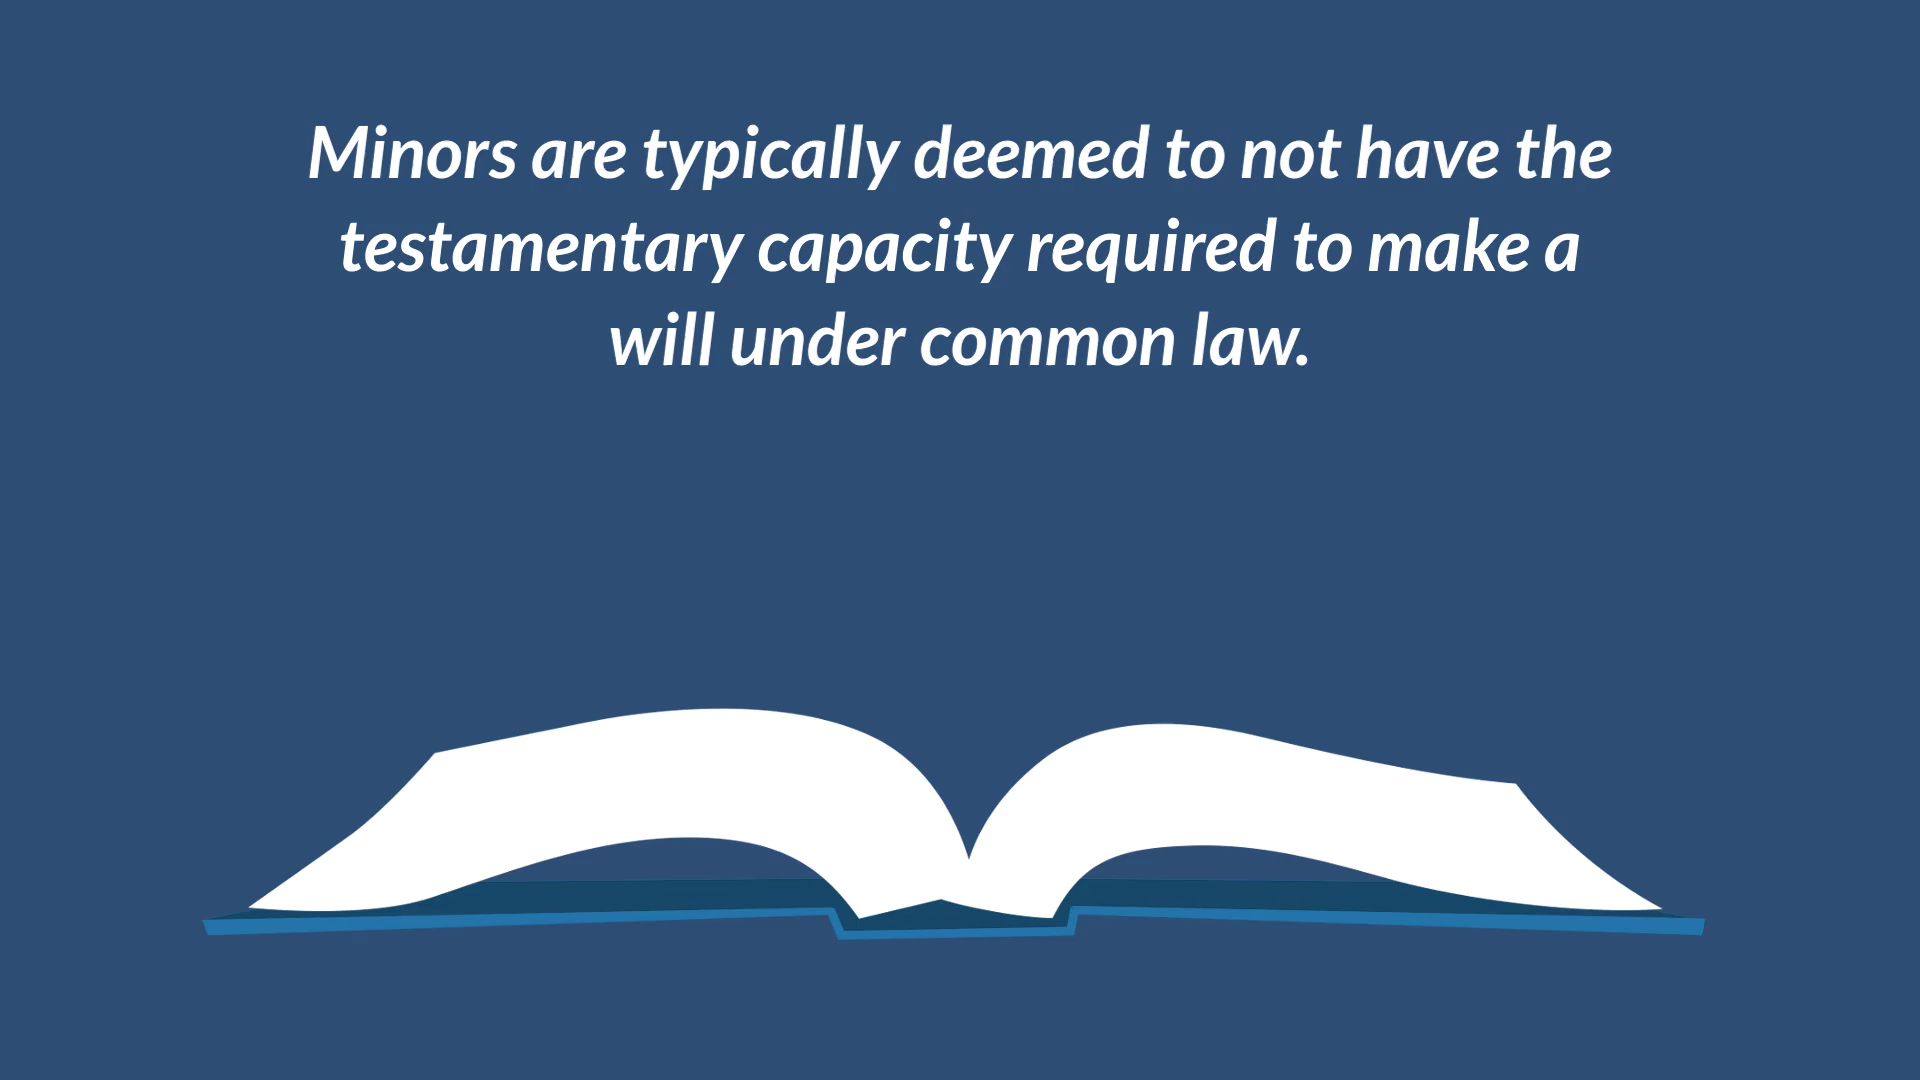 Minors are typically deemed to not have the
testamentary capacity required to make a
will under common law.